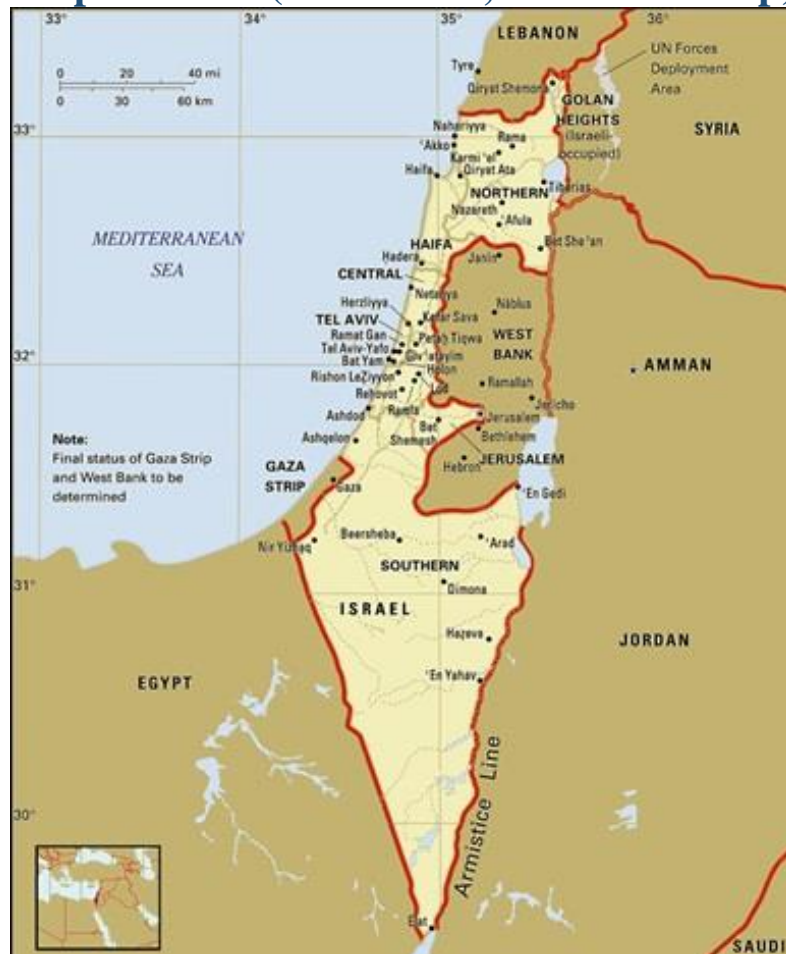 33°
34°
35°
36°
LEBANON
UN Forces
Deployment
Area
Tyre
Qiryat Shemona
0 20 40 mi
0 30 60 km
GOLAN
HEIGHTS
(Israeli-
occupied)
SYRIA
33°
Nahariyya
'Akko
Rama
Karmi'el
Haifa
Qiryat Ata
Tiberias
NORTHERN
Nazareth
'Afula
MEDITERRANEAN
SEA
HAIFA
Bet She'an
Hadera
Janin
CENTRAL
Netanya
Herzliyya
Nablus
Kefar Sava
TEL AVIV
Ramat Gan
Petah Tiqwa
WEST
BANK
Tel Aviv-Yafo
Giv'atayim
32°
Bat Yam
Holon
AMMAN
Rishon LeZiyyon
Lod
Ramallah
Rehovot
Ramla
Jericho
Ashdod
Jerusalem
Bet
Shemesh
Bethlehem
Ashqelon
JERUSALEM
Hebron
Note:
Final status of Gaza Strip
and West Bank to be
determined
GAZA
STRIP
Gaza
'En Gedi
Nir Yizhaq
Beersheba
'Arad
31°
SOUTHERN
Dimona
ISRAEL
Hazeva
JORDAN
EGYPT
'En Yahav
Armistice Line
30°
Elat
SAUDI